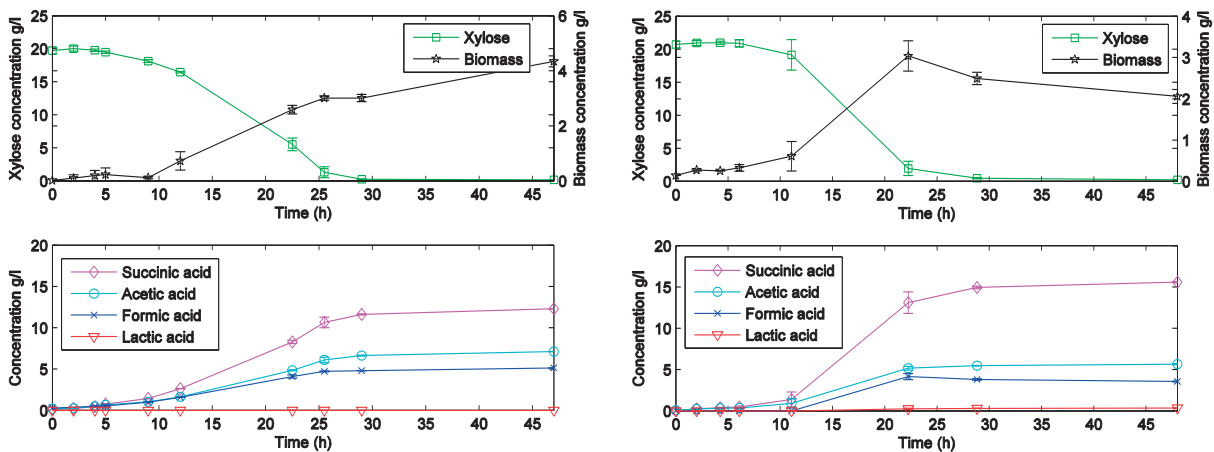 Xylose concentration g/l
25
20
15
10
5
0
Xylose
Biomass
6
4
2
0
Biomass concentration g/l
0 5 10 15 20 25 30 35 40 45
Time (h)
Xylose concentration g/l
25
20
15
10
5
0
Xylose
Biomass
4
3
2
1
0
Biomass concentration g/l
0 5 10 15 20 25 30 35 40 45
Time (h)
Concentration g/l
20
15
10
5
0
Succinic acid
Acetic acid
Formic acid
Lactic acid
0 5 10 15 20 25 30 35 40 45
Time (h)
Concentration g/l
20
15
10
5
0
Succinic acid
Acetic acid
Formic acid
Lactic acid
0 5 10 15 20 25 30 35 40 45
Time (h)